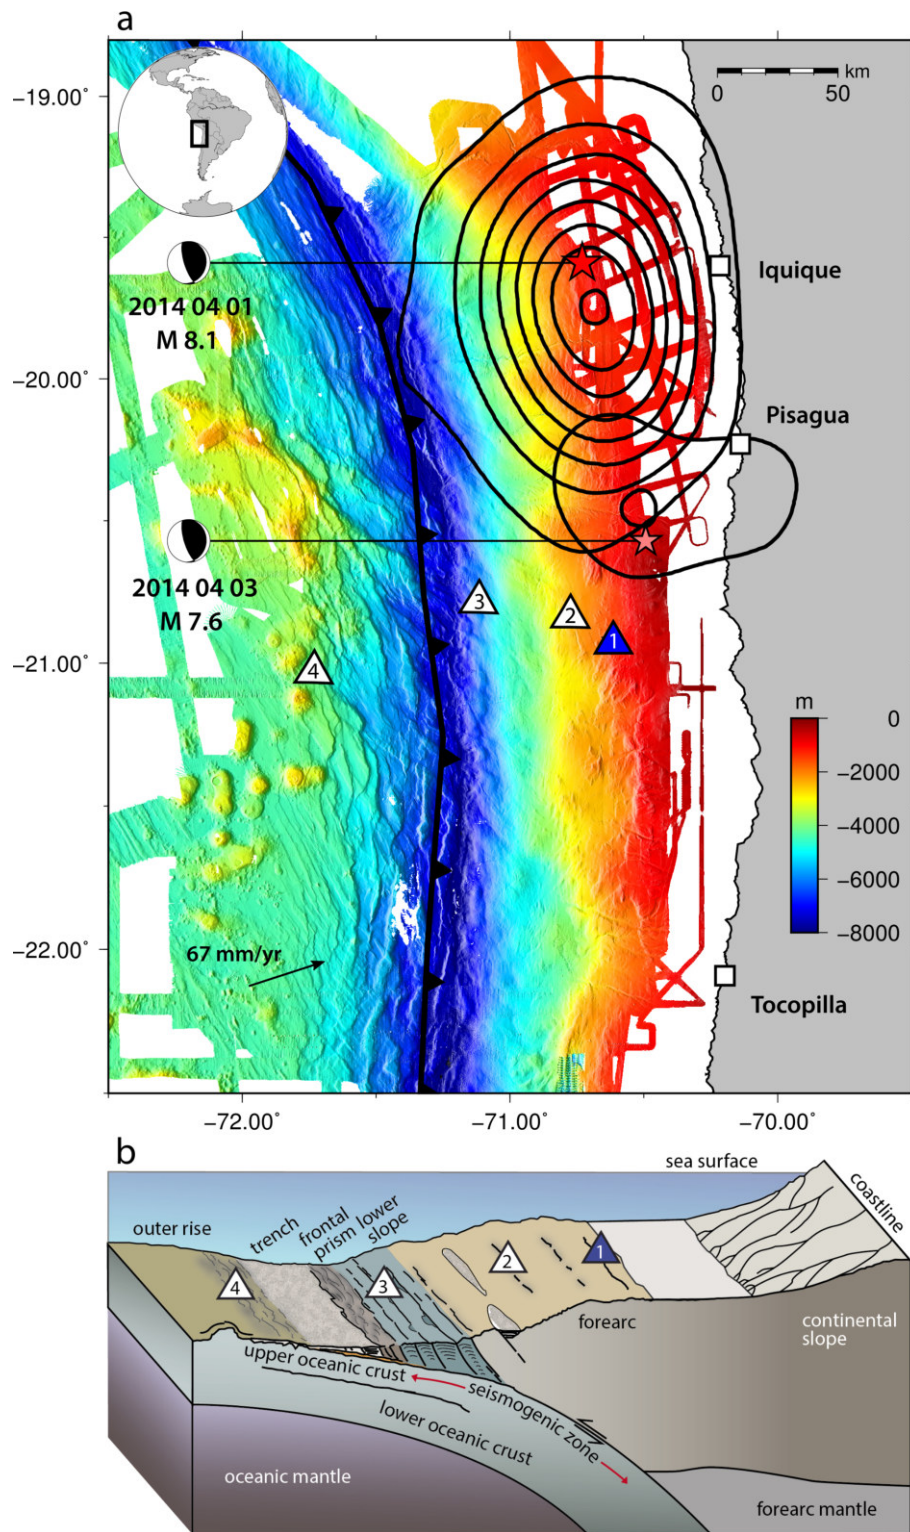 a
km
0 50
−19.00°
−20.00°
−21.00°
−22.00°
2014 04 01
M 8.1
Iquique
Pisagua
2014 04 03
M 7.6
3
2
1
4
m
0
−2000
−4000
−6000
−8000
67 mm/yr
Tocopilla
−72.00°
−71.00°
−70.00°
b
sea surface
coastline
outer rise
trench
frontal
prism
lower
slope
4
3
2
1
forearc
continental
slope
upper oceanic crust
seismogenic zone
lower oceanic crust
oceanic mantle
forearc mantle